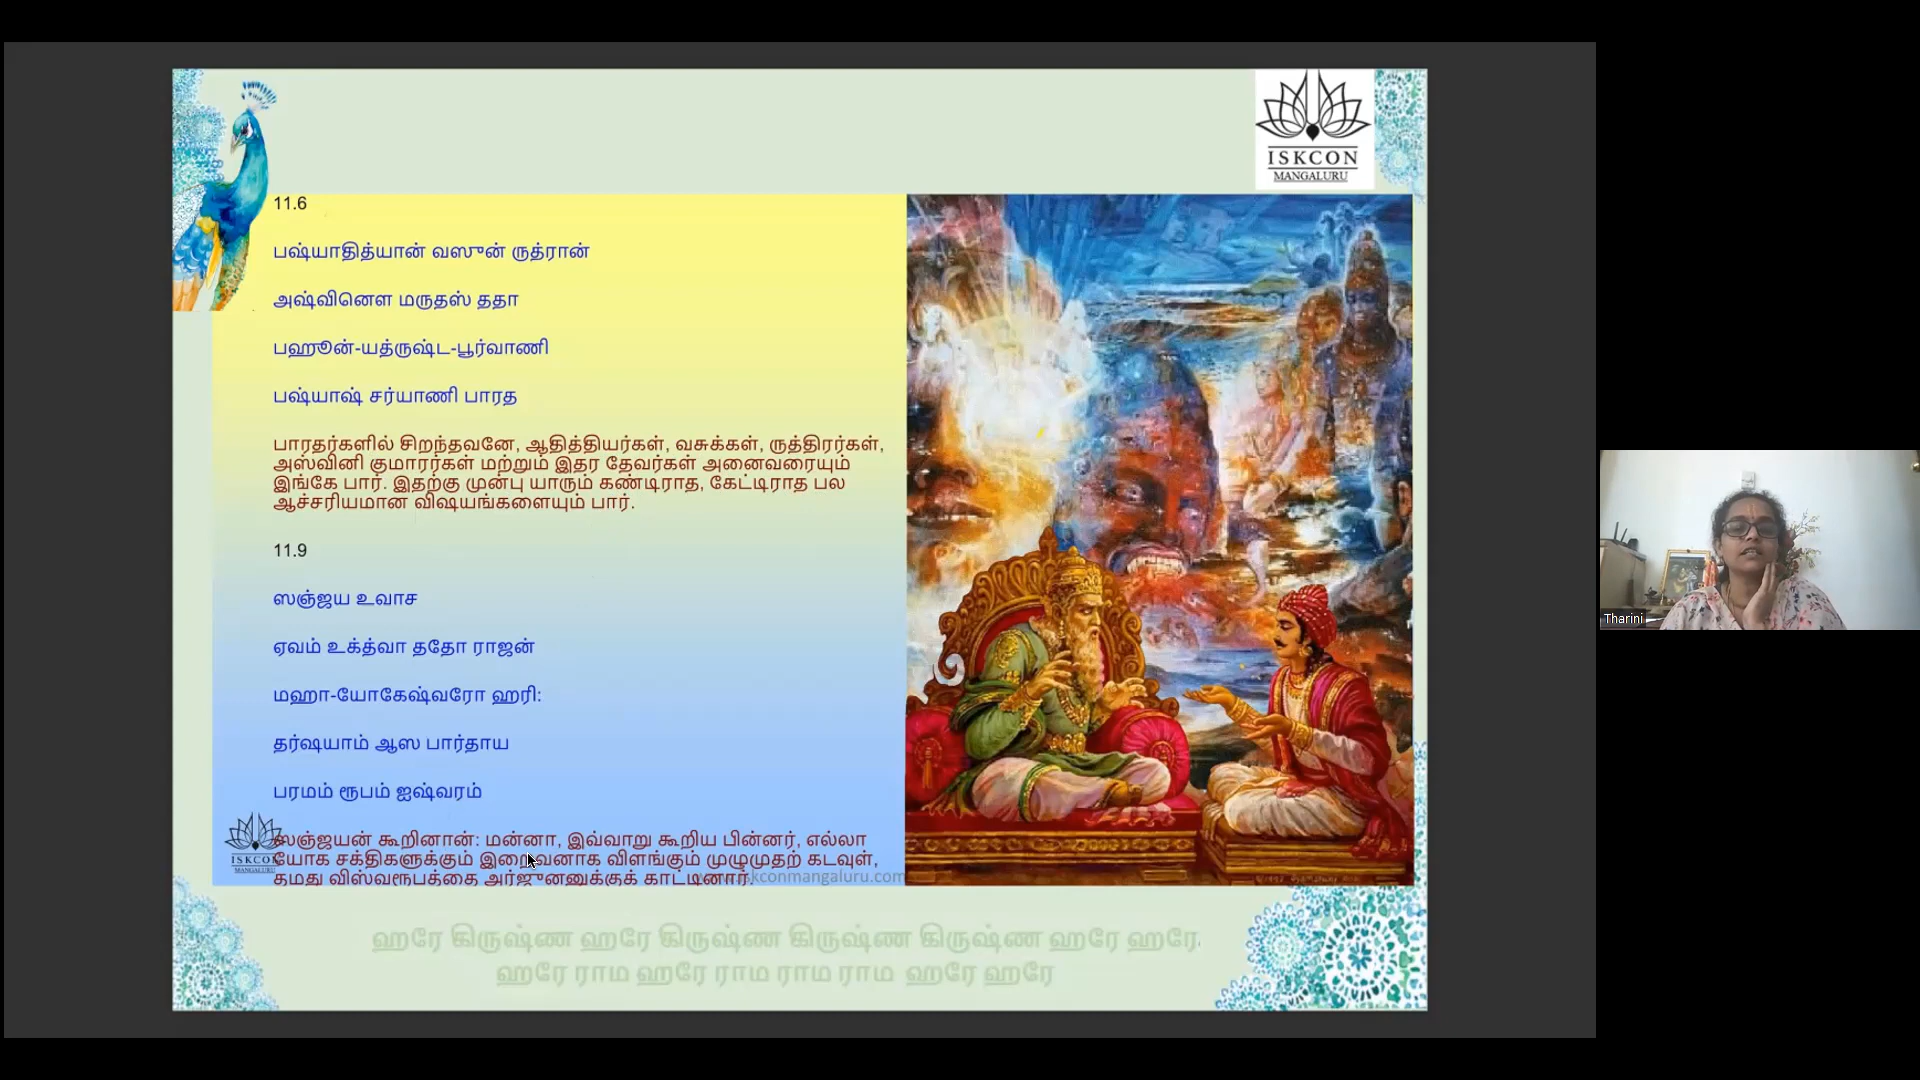 ISKCON
MANGALURU
11.6
பஷ்யாதித்யான் வஸுன் ருத்ரான்
அஷ்வினௌ மருதஸ் ததா
பஹூன்-யத்ருஷ்ட-பூர்வாணி
பஷ்யாஷ் சர்யாணி பாரத
பாரதர்களில் சிறந்தவனே, ஆதித்தியர்கள், வசுக்கள், ருத்திரர்கள்,
அஸ்வினி குமாரர்கள் மற்றும் இதர தேவர்கள் அனைவரையும்
இங்கே பார். இதற்கு முன்பு யாரும் கண்டிராத, கேட்டிராத பல
ஆச்சரியமான விஷயங்களையும் பார்.
11.9
ஸஞ்ஜய உவாச
ஏவம் உக்த்வா ததோ ராஜன்
மஹா-யோகேஷ்வரோ ஹரி:
தர்ஷயாம் ஆஸ பார்தாய
பரமம் ரூபம் ஐஷ்வரம்
ஸஞ்ஜயன் கூறினான்: மன்னா, இவ்வாறு கூறிய பின்னர், எல்லா
யோக சக்திகளுக்கும் இறைவனாக விளங்கும் முழுமுதற் கடவுள்,
தமது விஸ்வரூபத்தை அர்ஜுனனுக்குக் காட்டினார்.
iskconmangaluru.com
ISKCON
ஹரே கிருஷ்ண ஹரே கிருஷ்ண கிருஷ்ண கிருஷ்ண ஹரே ஹரே
ஹரே ராம ஹரே ராம ராம ராம ஹரே ஹரே
Tharini